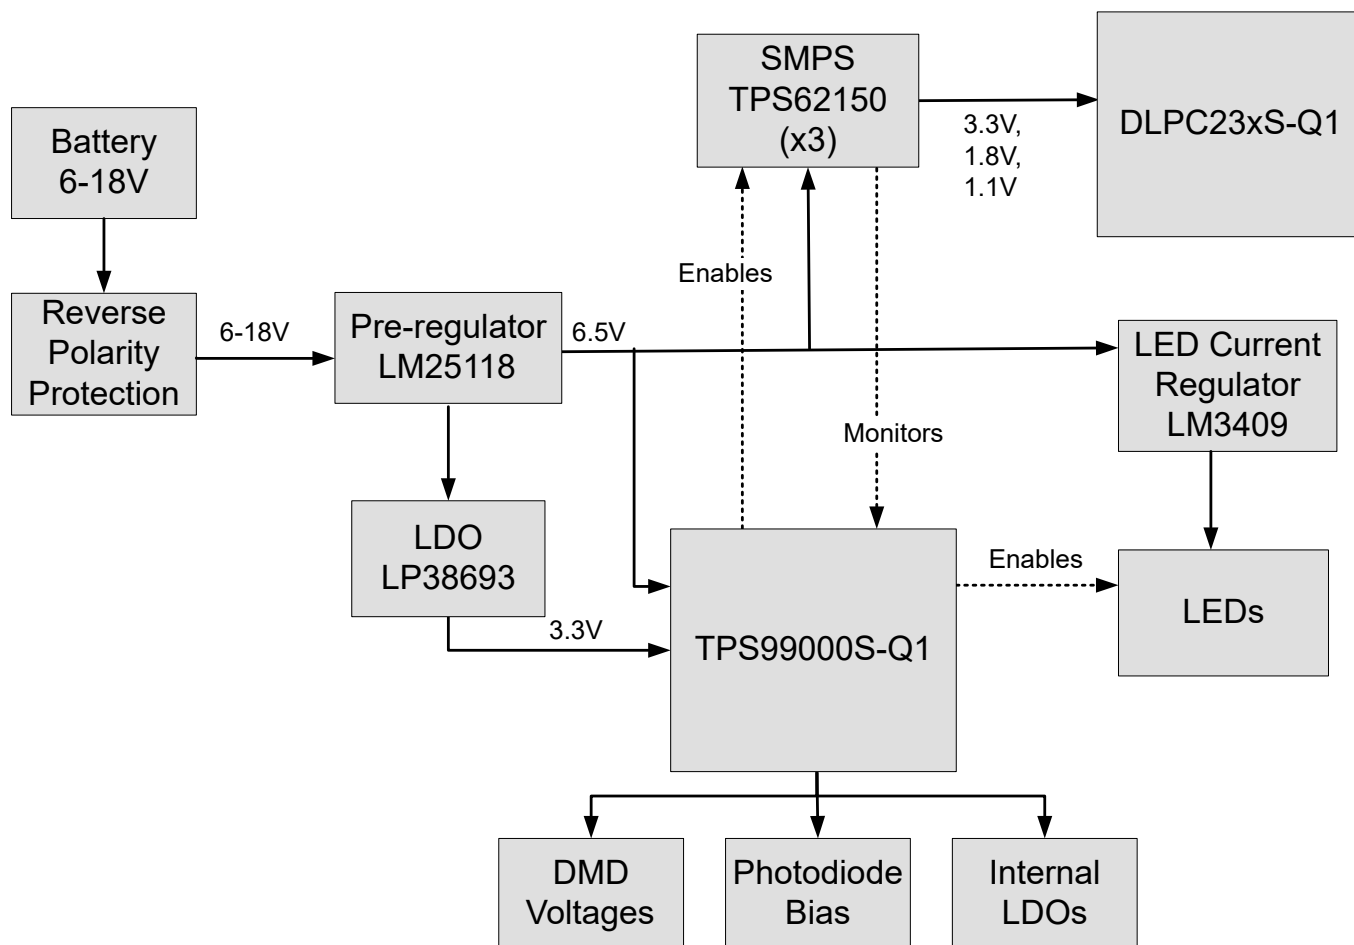 SMPS
TPS62150
(x3)
DLPC23xS-Q1
3.3V,
1.8V,
1.1V
Battery
6-18V
Enables
Reverse
Polarity
Protection
6-18V
Pre-regulator
LM25118
6.5V
LED Current
Regulator
LM3409
Monitors
LDO
LP38693
3.3V
TPS99000S-Q1
Enables
LEDs
DMD
Voltages
Photodiode
Bias
Internal
LDOs